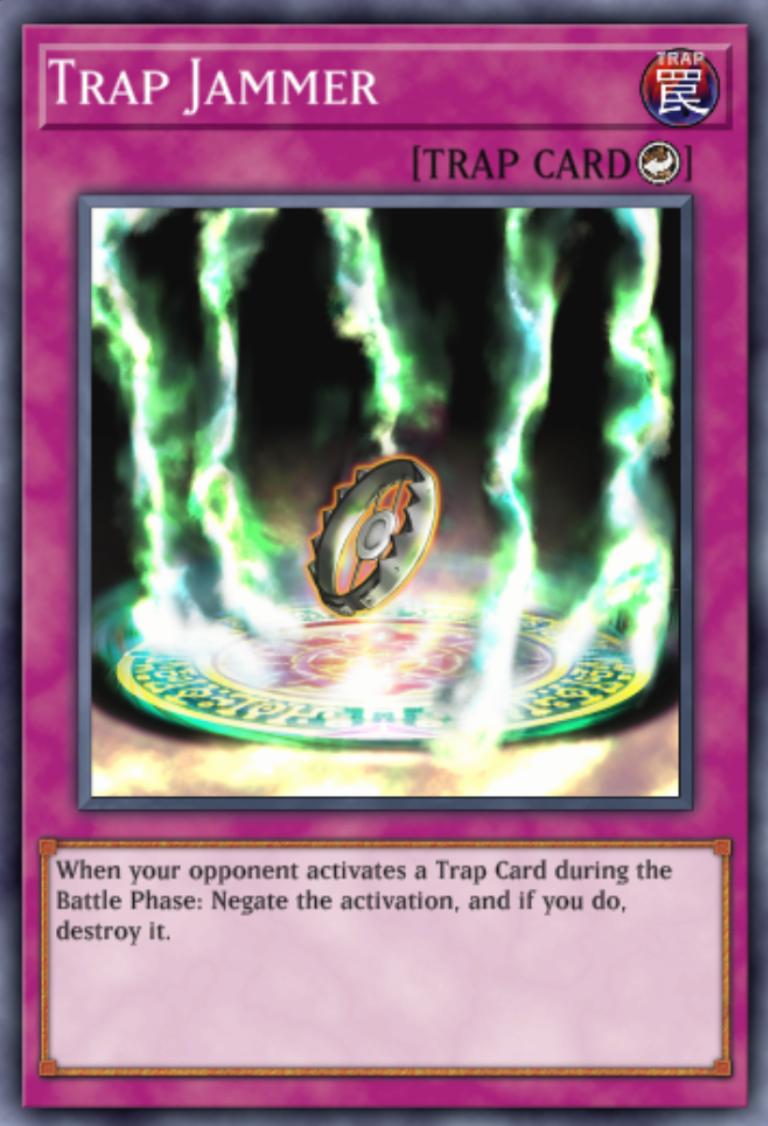 TRAP JAMMER
TRAP
罠
[TRAP CARD]
When your opponent activates a Trap Card during the
Battle Phase: Negate the activation, and if you do,
destroy it.